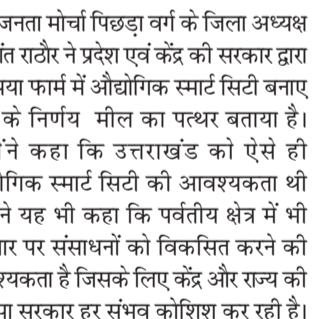 जनता मोर्चा पिछड़ा वर्ग के जिला अध्यक्ष
राठौर ने प्रदेश एवं केंद्र की सरकार द्वारा
फार्म में औद्योगिक स्मार्ट सिटी बनाए
के निर्णय मील का पत्थर बताया है।
ने कहा कि उत्तराखंड को ऐसे ही
स्मार्ट सिटी की आवश्यकता थी
ने यह भी कहा कि पर्वतीय क्षेत्र में भी
पर संसाधनों को विकसित करने की
है जिसके लिए केंद्र और राज्य की
सरकार हर संभव कोशिश कर रही है।